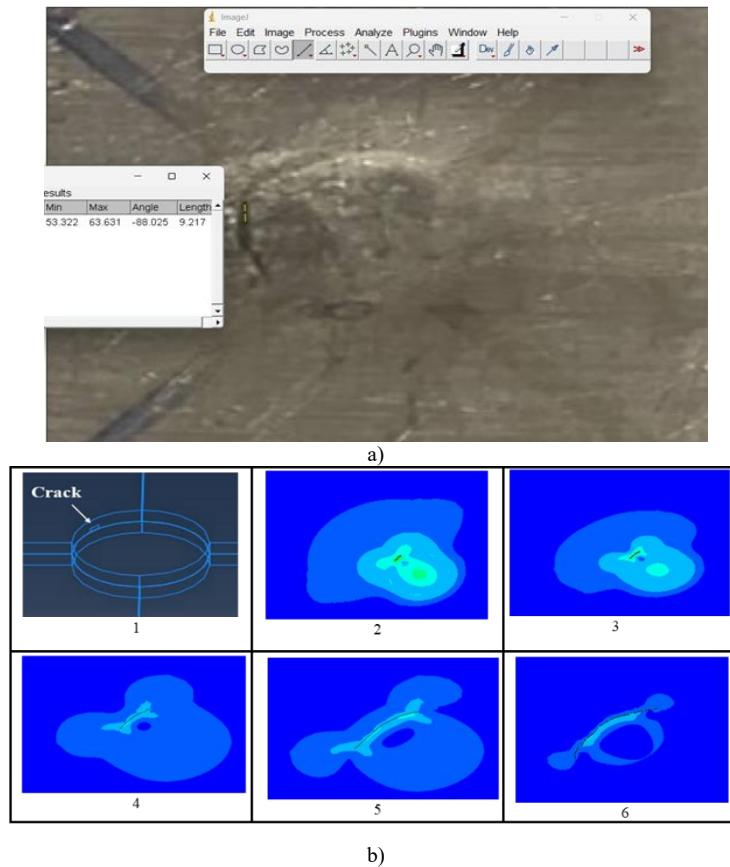 ImageJ
File Edit Image Process Analyze Plugins Window Help
Dev
esults
Min Max Angle Length
53.322 63.631 -88.025 9.217
a)
Crack
1
2
3
4
5
6
b)